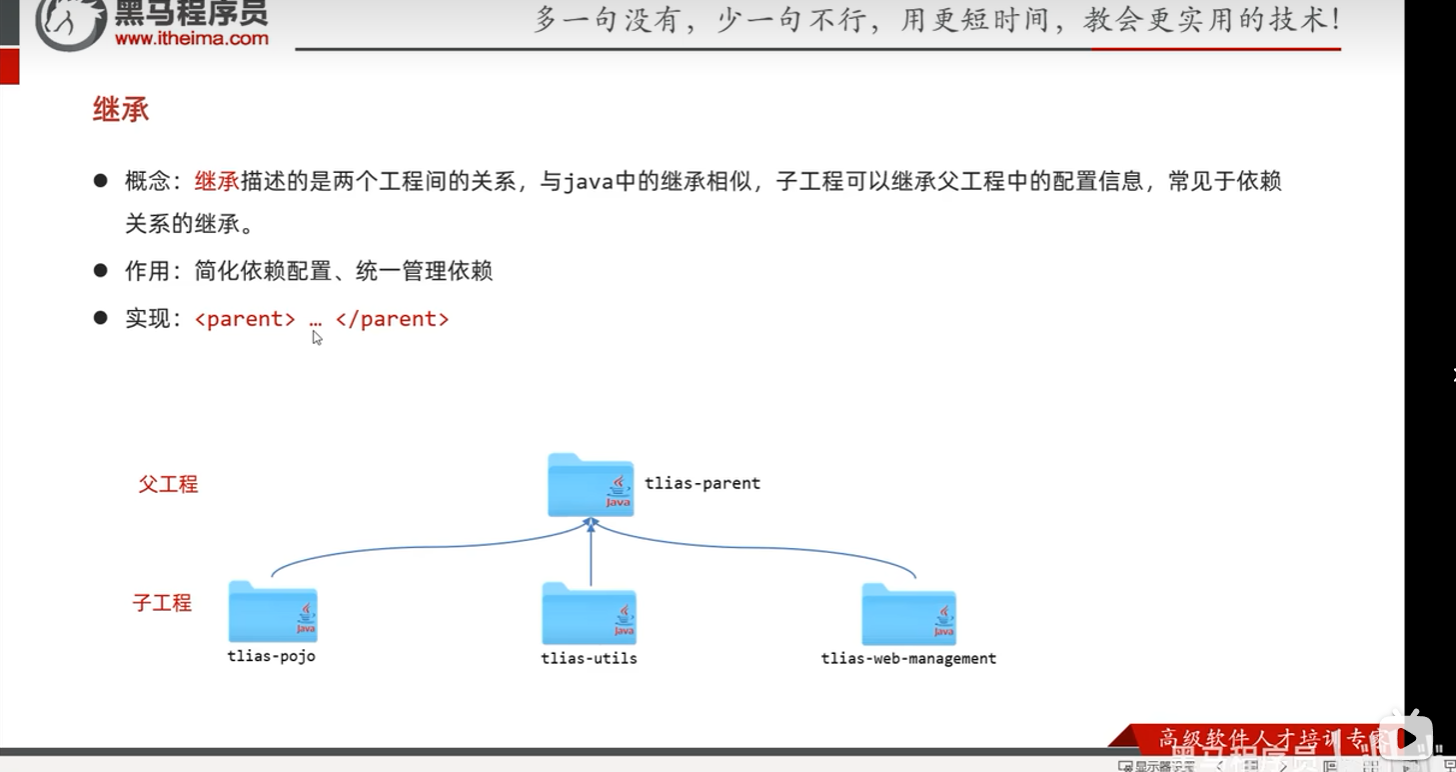 黑马程序员
www.itheima.com
多一句没有，少一句不行，用更短时间，教会更实用的技术！
继承
● 概念：继承描述的是两个工程间的关系，与java中的继承相似，子工程可以继承父工程中的配置信息，常见于依赖
关系的继承。
● 作用：简化依赖配置、统一管理依赖
● 实现：<parent> … </parent>
父工程
Java
tlias-parent
子工程
Java
Java
Java
tlias-pojo
tlias-utils
tlias-web-management
高级软件人才培训专家
黑马程序员
显示器设置